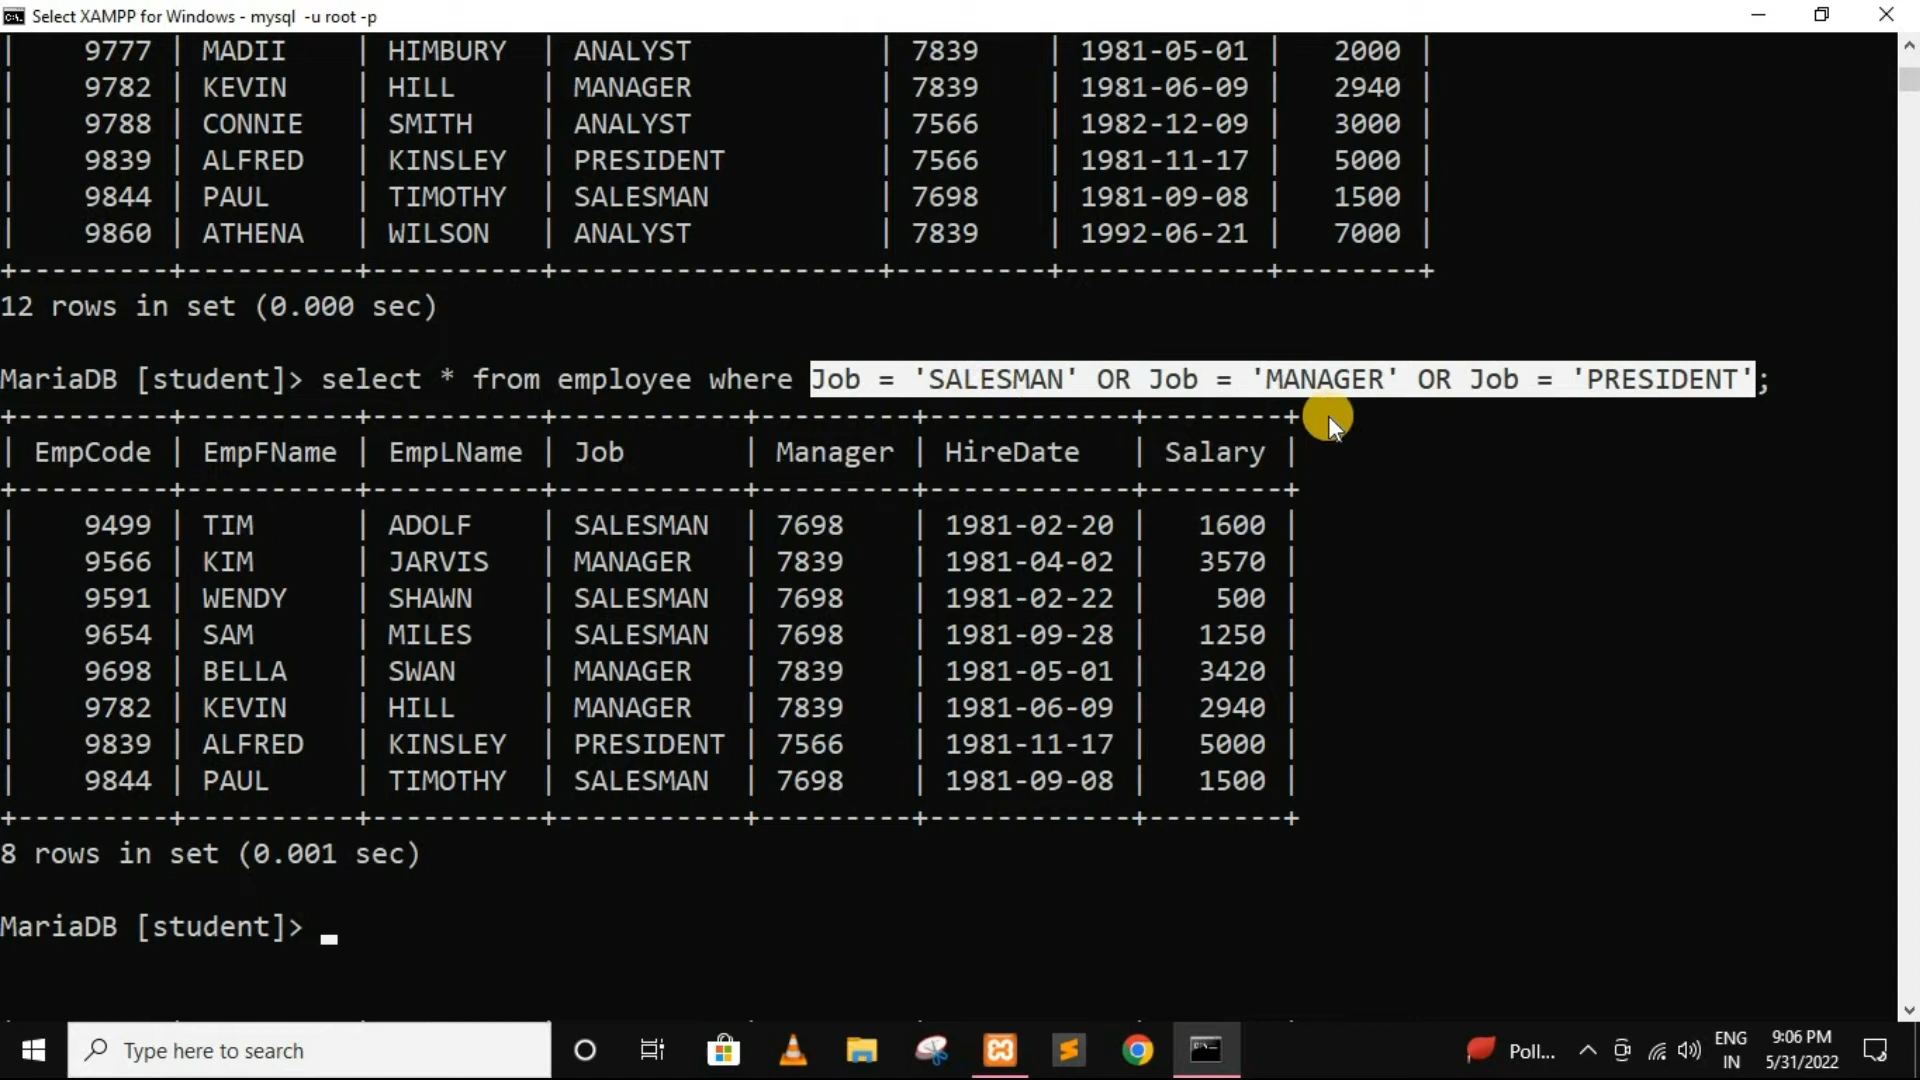 Select XAMPP for Windows - mysql -u root -p
| 9777 | MADII | HIMBURY | ANALYST | 7839 | 1981-05-01 | 2000 |
| 9782 | KEVIN | HILL | MANAGER | 7839 | 1981-06-09 | 2940 |
| 9788 | CONNIE | SMITH | ANALYST | 7566 | 1982-12-09 | 3000 |
| 9839 | ALFRED | KINSLEY | PRESIDENT | 7566 | 1981-11-17 | 5000 |
| 9844 | PAUL | TIMOTHY | SALESMAN | 7698 | 1981-09-08 | 1500 |
| 9860 | ATHENA | WILSON | ANALYST | 7839 | 1992-06-21 | 7000 |
+---------+----------+----------+-------------------+---------+------------+--------+
12 rows in set (0.000 sec)
MariaDB [student]> select * from employee where Job = 'SALESMAN' OR Job = 'MANAGER' OR Job = 'PRESIDENT';
+---------+----------+----------+-----------+---------+------------+--------+
| EmpCode | EmpFName | EmpLName | Job | Manager | HireDate | Salary |
+---------+----------+----------+-----------+---------+------------+--------+
| 9499 | TIM | ADOLF | SALESMAN | 7698 | 1981-02-20 | 1600 |
| 9566 | KIM | JARVIS | MANAGER | 7839 | 1981-04-02 | 3570 |
| 9591 | WENDY | SHAWN | SALESMAN | 7698 | 1981-02-22 | 500 |
| 9654 | SAM | MILES | SALESMAN | 7698 | 1981-09-28 | 1250 |
| 9698 | BELLA | SWAN | MANAGER | 7839 | 1981-05-01 | 3420 |
| 9782 | KEVIN | HILL | MANAGER | 7839 | 1981-06-09 | 2940 |
| 9839 | ALFRED | KINSLEY | PRESIDENT | 7566 | 1981-11-17 | 5000 |
| 9844 | PAUL | TIMOTHY | SALESMAN | 7698 | 1981-09-08 | 1500 |
+---------+----------+----------+-----------+---------+------------+--------+
8 rows in set (0.001 sec)
MariaDB [student]>
Type here to search
Poll...
ENG
IN
9:06 PM
5/31/2022